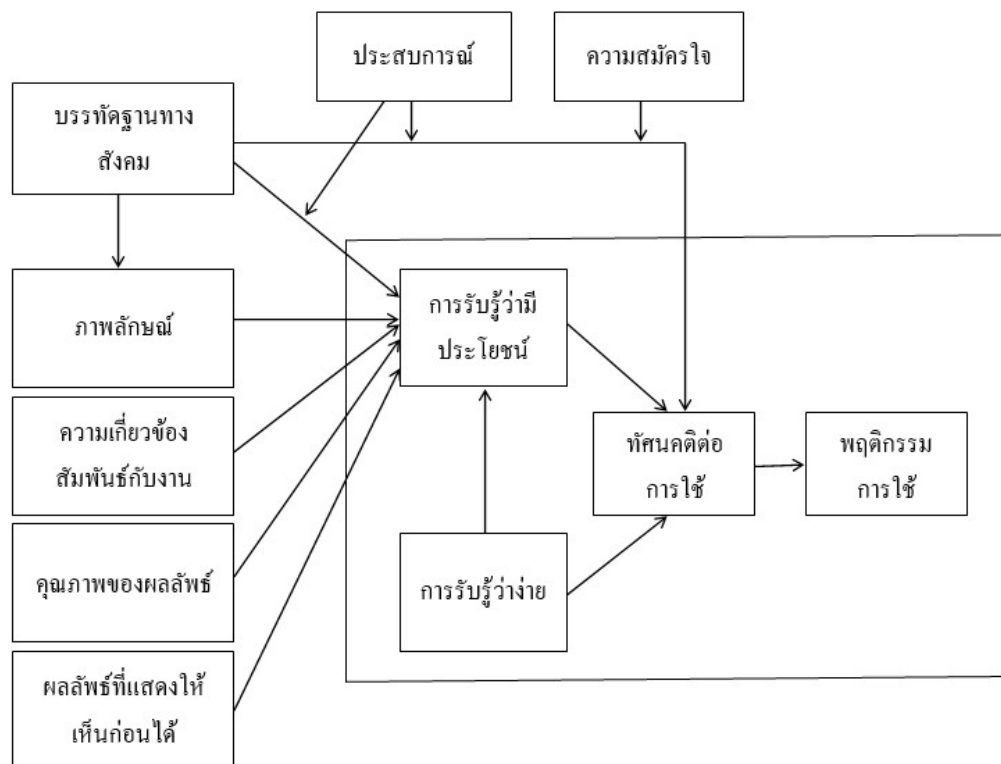 ประสบการณ์
ความสมัครใจ
บรรทัดฐานทาง
สังคม
ภาพลักษณ์
การรับรู้ว่ามี
ประโยชน์
ความเกี่ยวข้อง
สัมพันธ์กับงาน
ทัศนคติต่อ
การใช้
พฤติกรรม
การใช้
คุณภาพของผลลัพธ์
การรับรู้ว่าง่าย
ผลลัพธ์ที่แสดงให้
เห็นก่อนได้